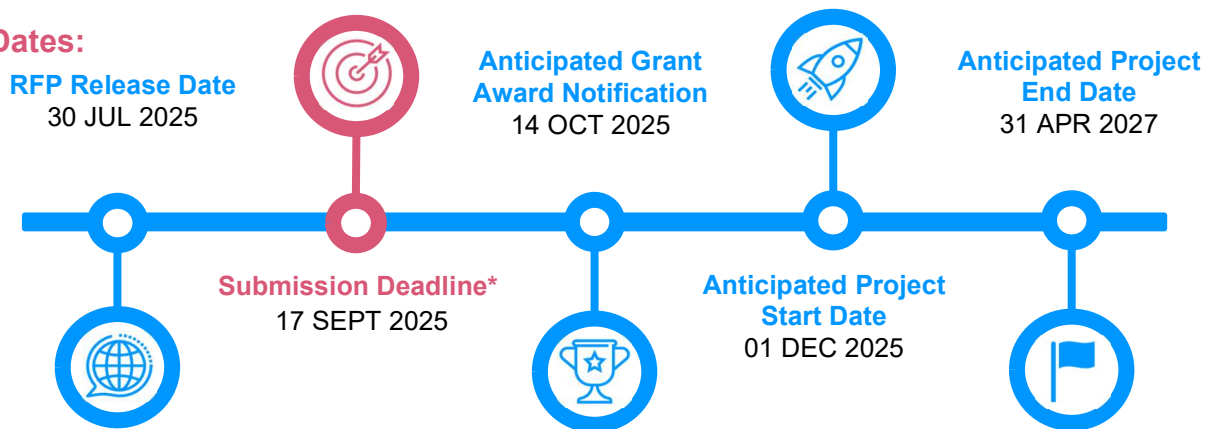 Dates:
RFP Release Date
30 JUL 2025
Submission Deadline*
17 SEPT 2025
Anticipated Grant
Award Notification
14 OCT 2025
Anticipated Project
Start Date
01 DEC 2025
Anticipated Project
End Date
31 APR 2027